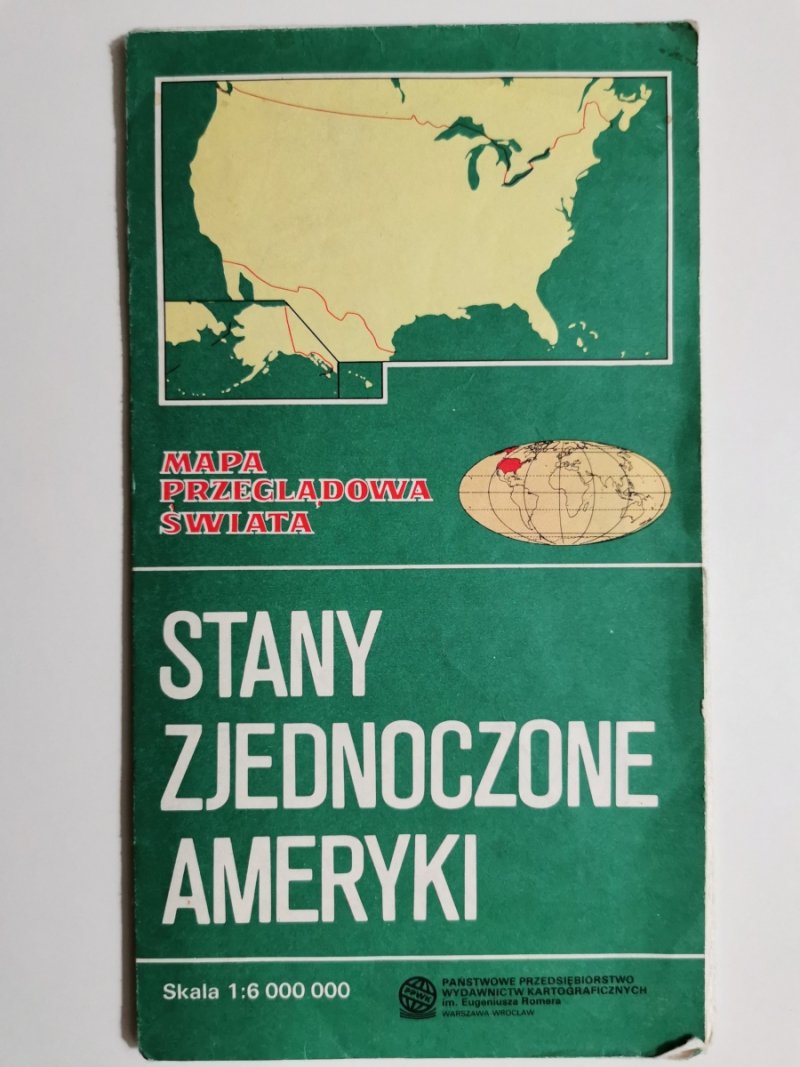 MAPA
PRZEGLĄDOWA
ŚWIATA
STANY
ZJEDNOCZONE
AMERYKI
Skala 1:6 000 000
PPWK
PAŃSTWOWE PRZEDSIĘBIORSTWO
WYDAWNICTW KARTOGRAFICZNYCH
im. Eugeniusza Romera
WARSZAWA WROCŁAW